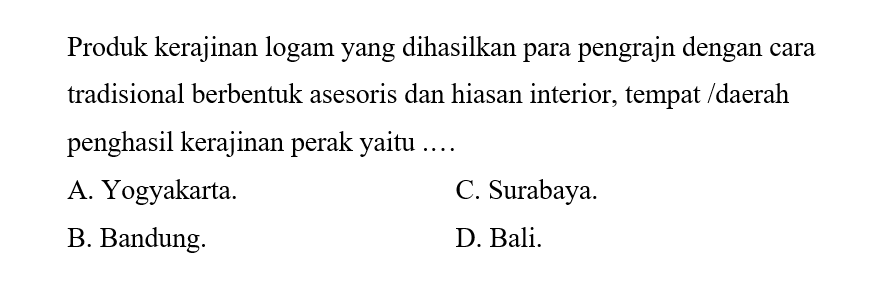 Produk kerajinan logam yang dihasilkan para pengrajn dengan cara
tradisional berbentuk asesoris dan hiasan interior, tempat /daerah
penghasil kerajinan perak yaitu ….
A. Yogyakarta. C. Surabaya.
B. Bandung. D. Bali.